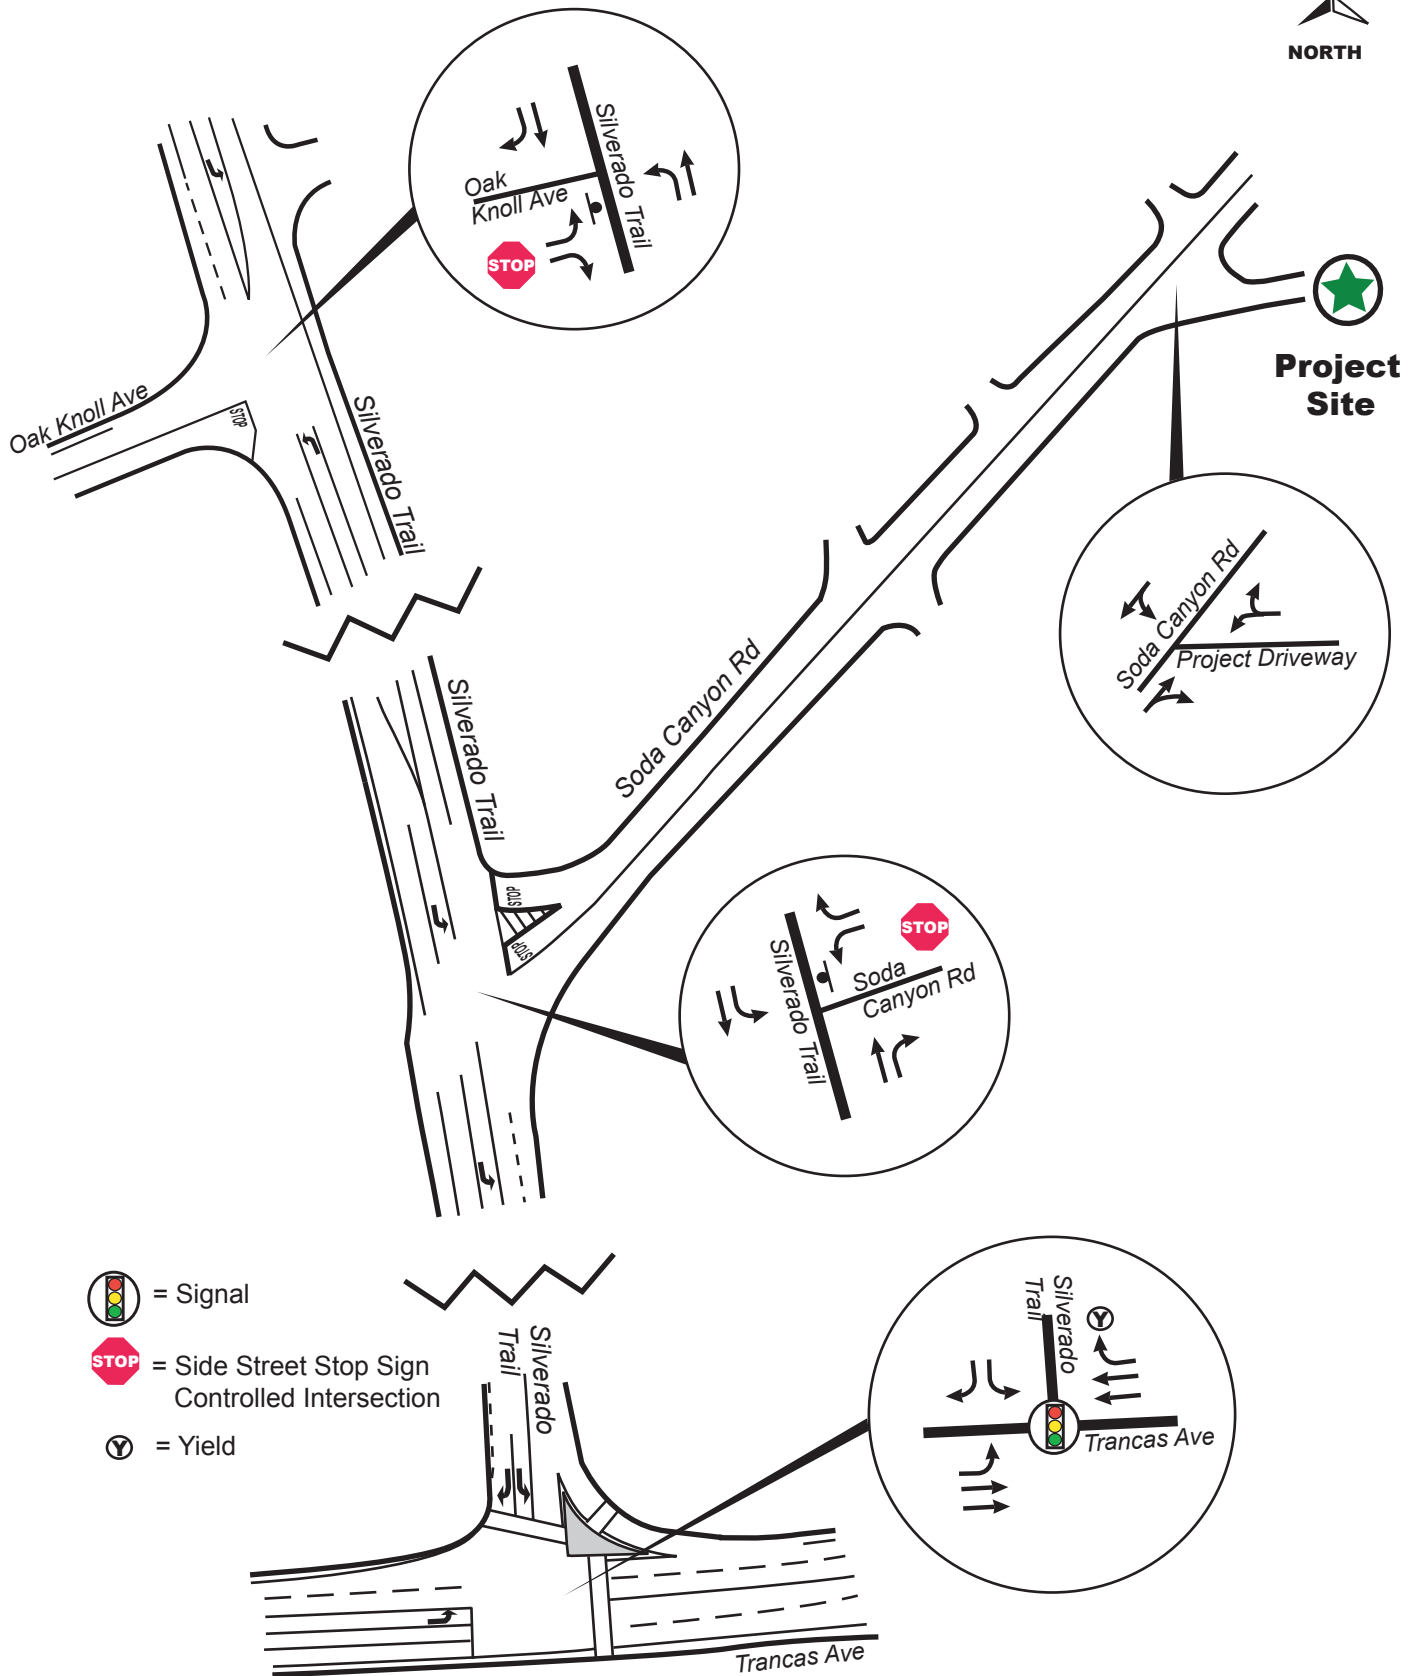 NORTH
Oak
Knoll Ave
Silverado Trail
STOP
Oak Knoll Ave
STOP
Silverado Trail
Project
Site
Soda Canyon Rd
Project Driveway
Silverado Trail
Soda Canyon Rd
STOP
STOP
STOP
Silverado Trail
Soda
Canyon Rd
= Signal
STOP
= Side Street Stop Sign
Controlled Intersection
Y
= Yield
Silverado
Trail
Silverado
Trail
Y
Trancas Ave
Trancas Ave